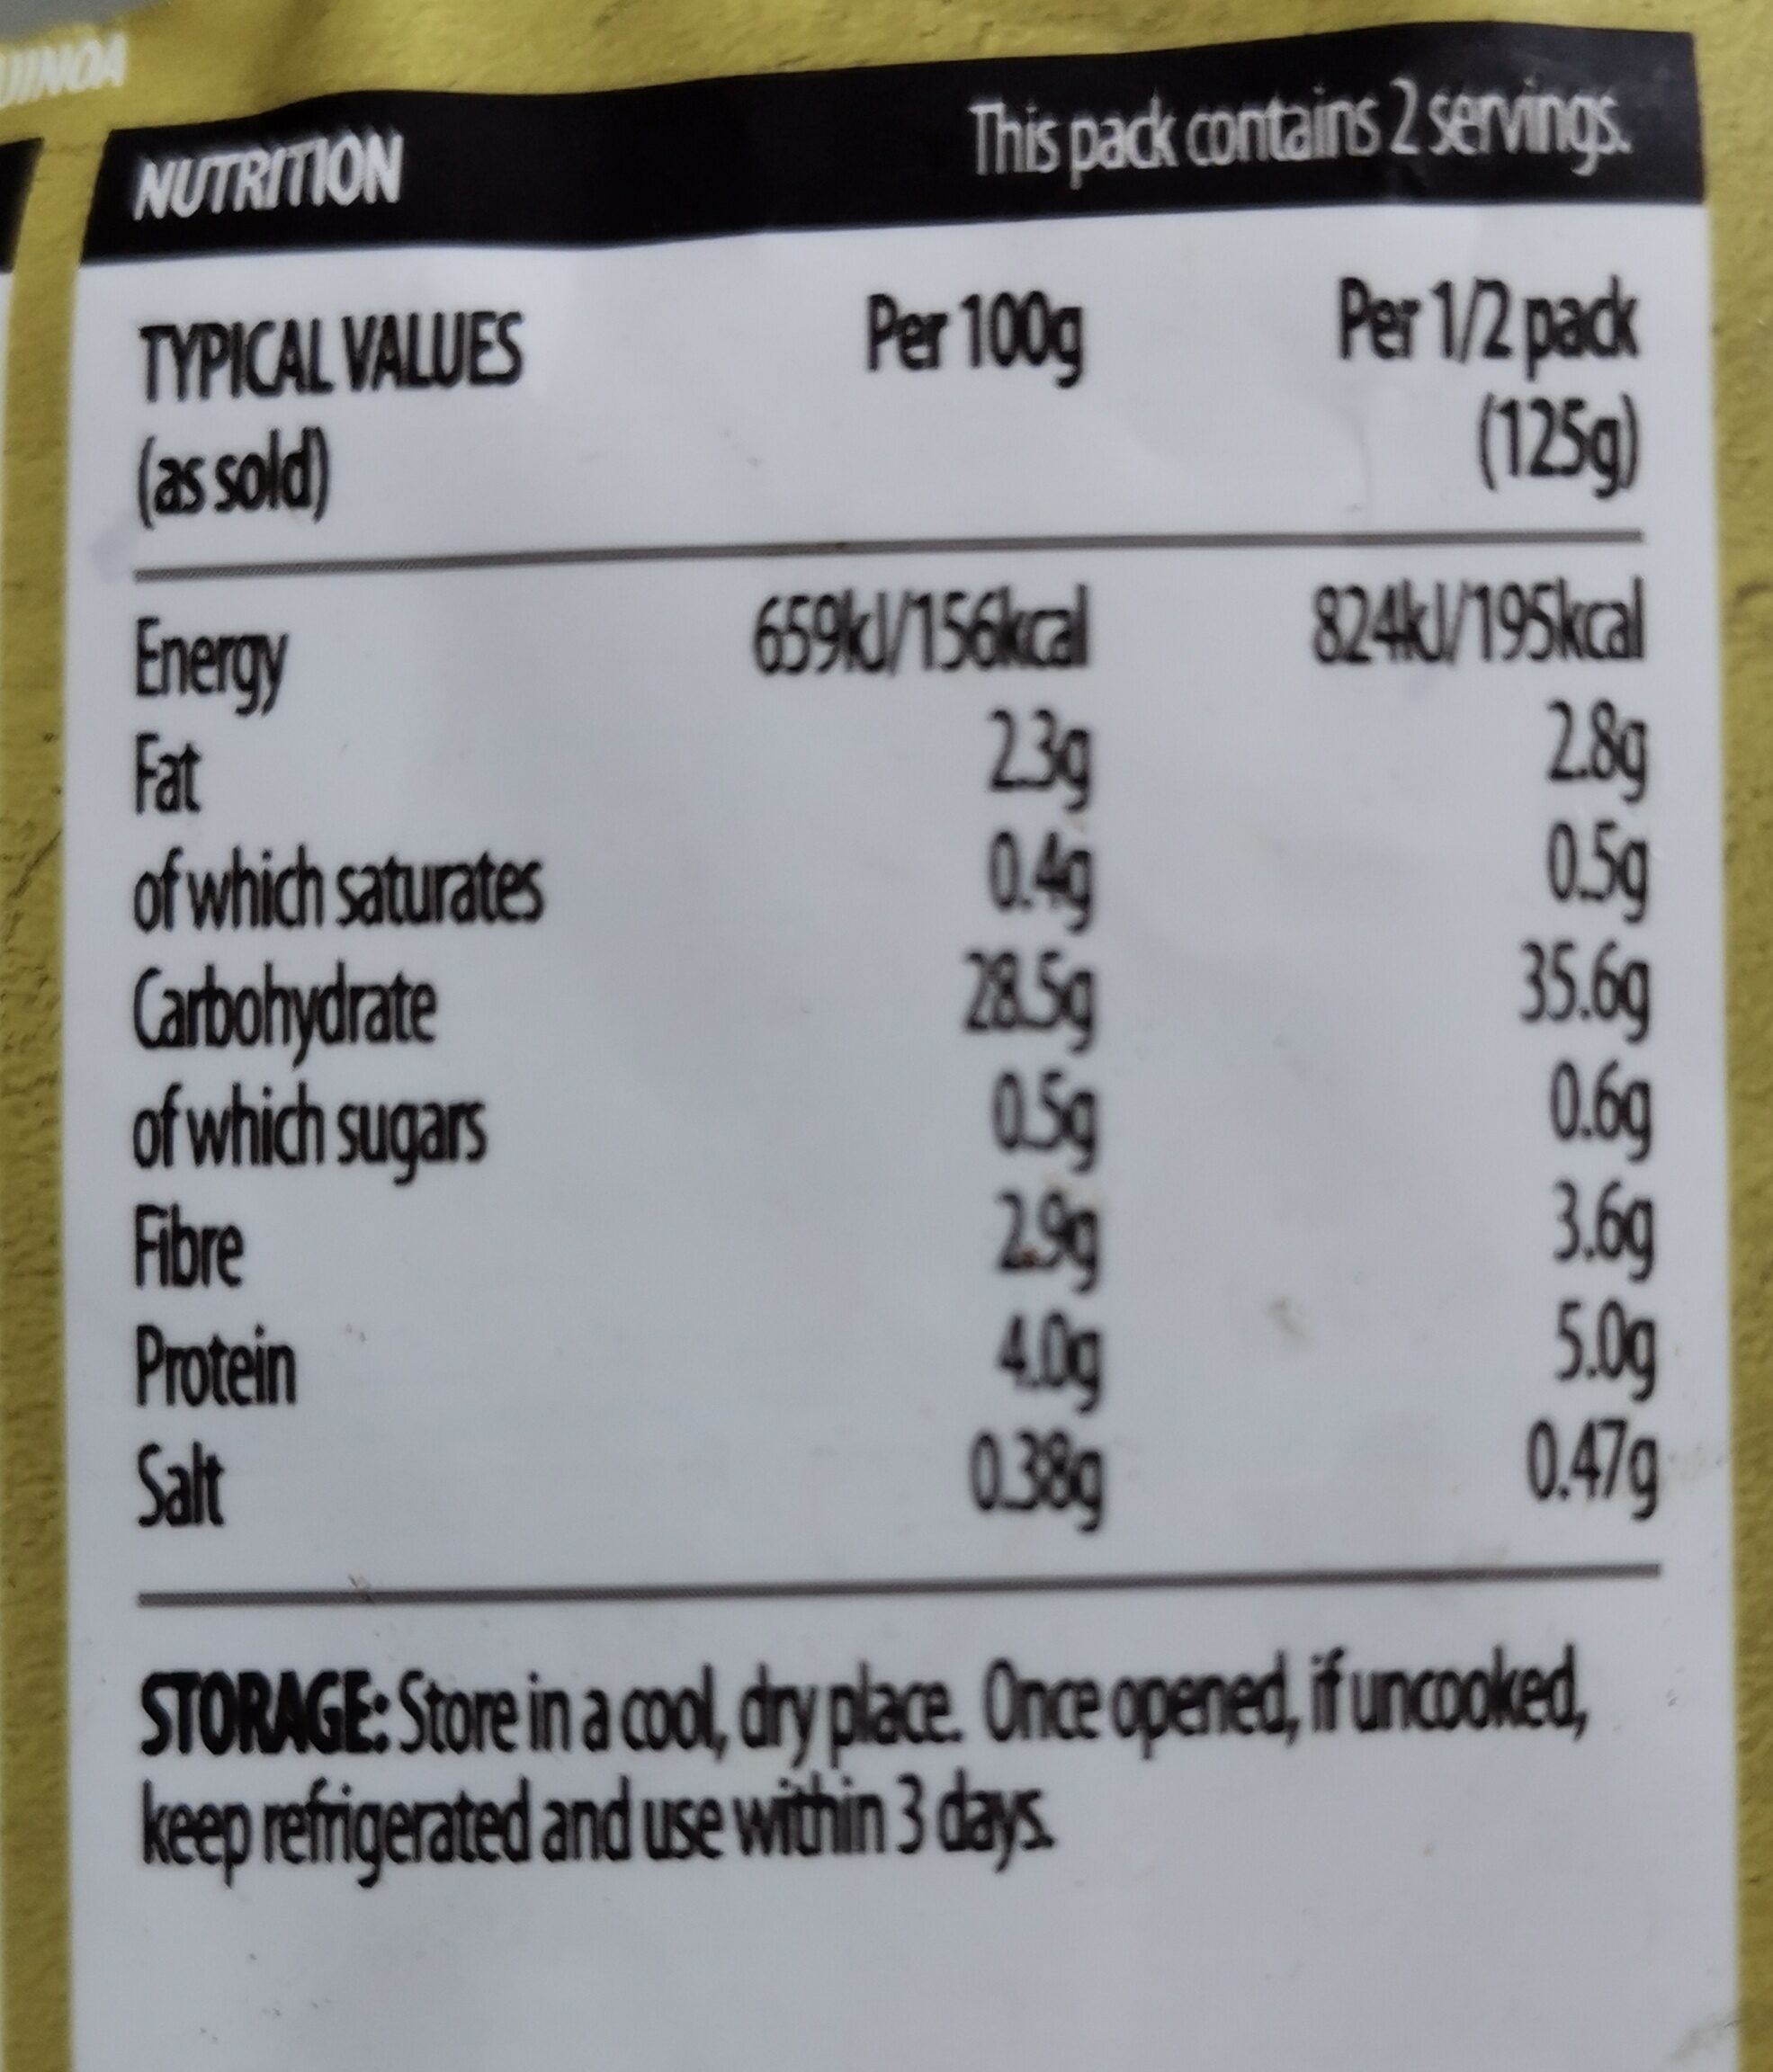 NUTRITION This pack contains 2 servings.
TYPICAL VALUES Per 100g Per 1/2 pack
(as sold) (125g)
Energy 659kJ/156kcal 824kJ/195kcal
Fat 2.3g 2.8g
of which saturates 0.4g 0.5g
Carbohydrate 28.5g 35.6g
of which sugars 0.5g 0.6g
Fibre 2.9g 3.6g
Protein 4.0g 5.0g
Salt 0.38g 0.47g
STORAGE: Store in a cool, dry place. Once opened, if uncooked,
keep refrigerated and use within 3 days.